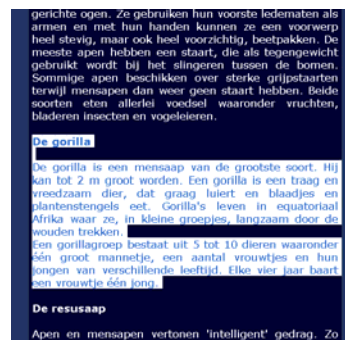 gerichte ogen. Ze gebruiken hun voorste ledematen als
armen en met hun handen kunnen ze een voorwerp
heel stevig, maar ook heel voorzichtig, beetpakken. De
meeste apen hebben een staart, die als tegengewicht
gebruikt wordt bij het slingeren tussen de bomen.
Sommige apen beschikken over sterke grijpstaarten
terwijl mensapen dan weer geen staart hebben. Beide
soorten eten allerlei voedsel waaronder vruchten,
bladeren insecten en vogeleieren.
De gorilla
De gorilla is een mensaap van de grootste soort. Hij
kan tot 2 m groot worden. Een gorilla is een traag en
vreedzaam dier, dat graag luiert en blaadjes en
plantenstengels eet. Gorilla's leven in equatoriaal
Afrika waar ze, in kleine groepjes, langzaam door de
wouden trekken.
Een gorillagroep bestaat uit 5 tot 10 dieren waaronder
één groot mannetje, een aantal vrouwtjes en hun
jongen van verschillende leeftijd. Elke vier jaar baart
een vrouwtje één jong.
De resusaap
Apen en mensapen vertonen 'intelligent' gedrag. Zo